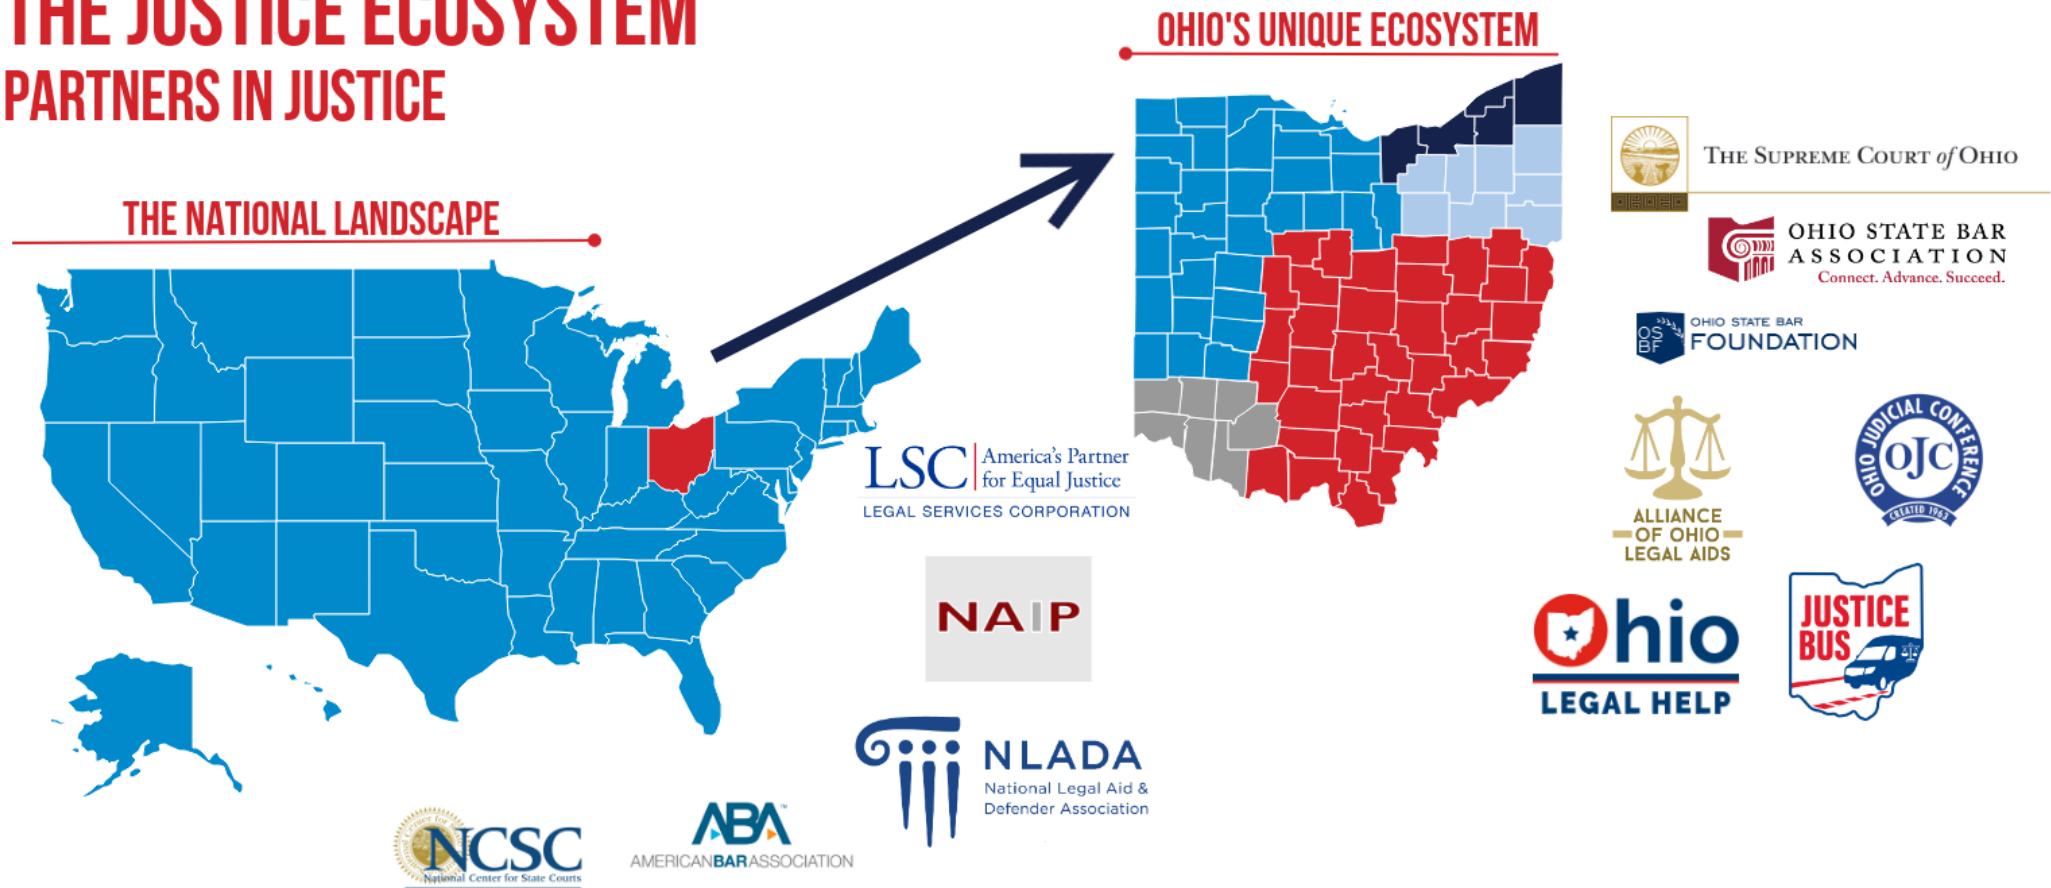 THE JUSTICE ECOSYSTEM
PARTNERS IN JUSTICE
THE NATIONAL LANDSCAPE
OHIO'S UNIQUE ECOSYSTEM
THE SUPREME COURT of OHIO
OHIO STATE BAR
ASSOCIATION
Connect. Advance. Succeed.
OS
BF
OHIO STATE BAR
FOUNDATION
ALLIANCE
OF OHIO
LEGAL AIDS
OHIO JUDICIAL CONFERENCE
OJC
CREATED 1963
Ohio
LEGAL HELP
JUSTICE
BUS
LSC
America's Partner
for Equal Justice
LEGAL SERVICES CORPORATION
NAIP
NLADA
National Legal Aid &
Defender Association
ABA
AMERICANBARASSOCIATION
NCSC
National Center for State Courts